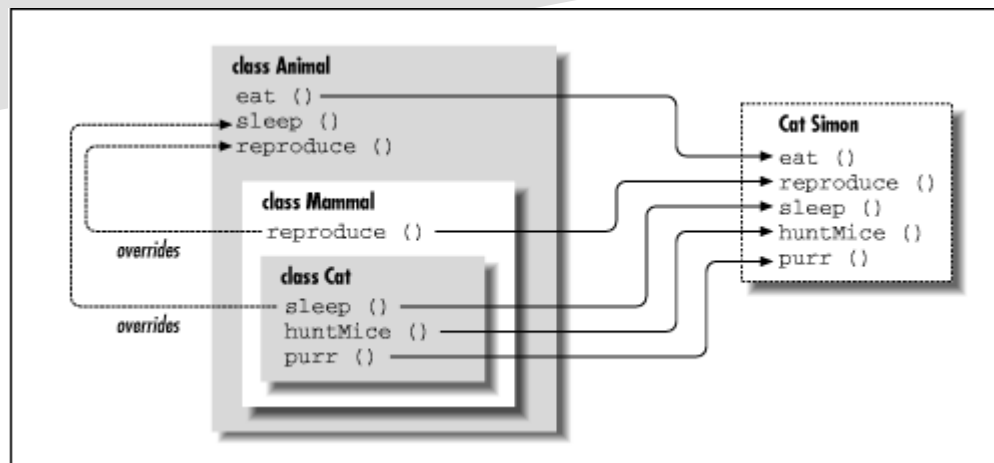 class Animal
eat ()
sleep ()
reproduce ()
class Mammal
reproduce ()
overrides
class Cat
sleep ()
overrides
huntMice ()
purr ()
Cat Simon
eat ()
reproduce ()
sleep ()
huntMice ()
purr ()